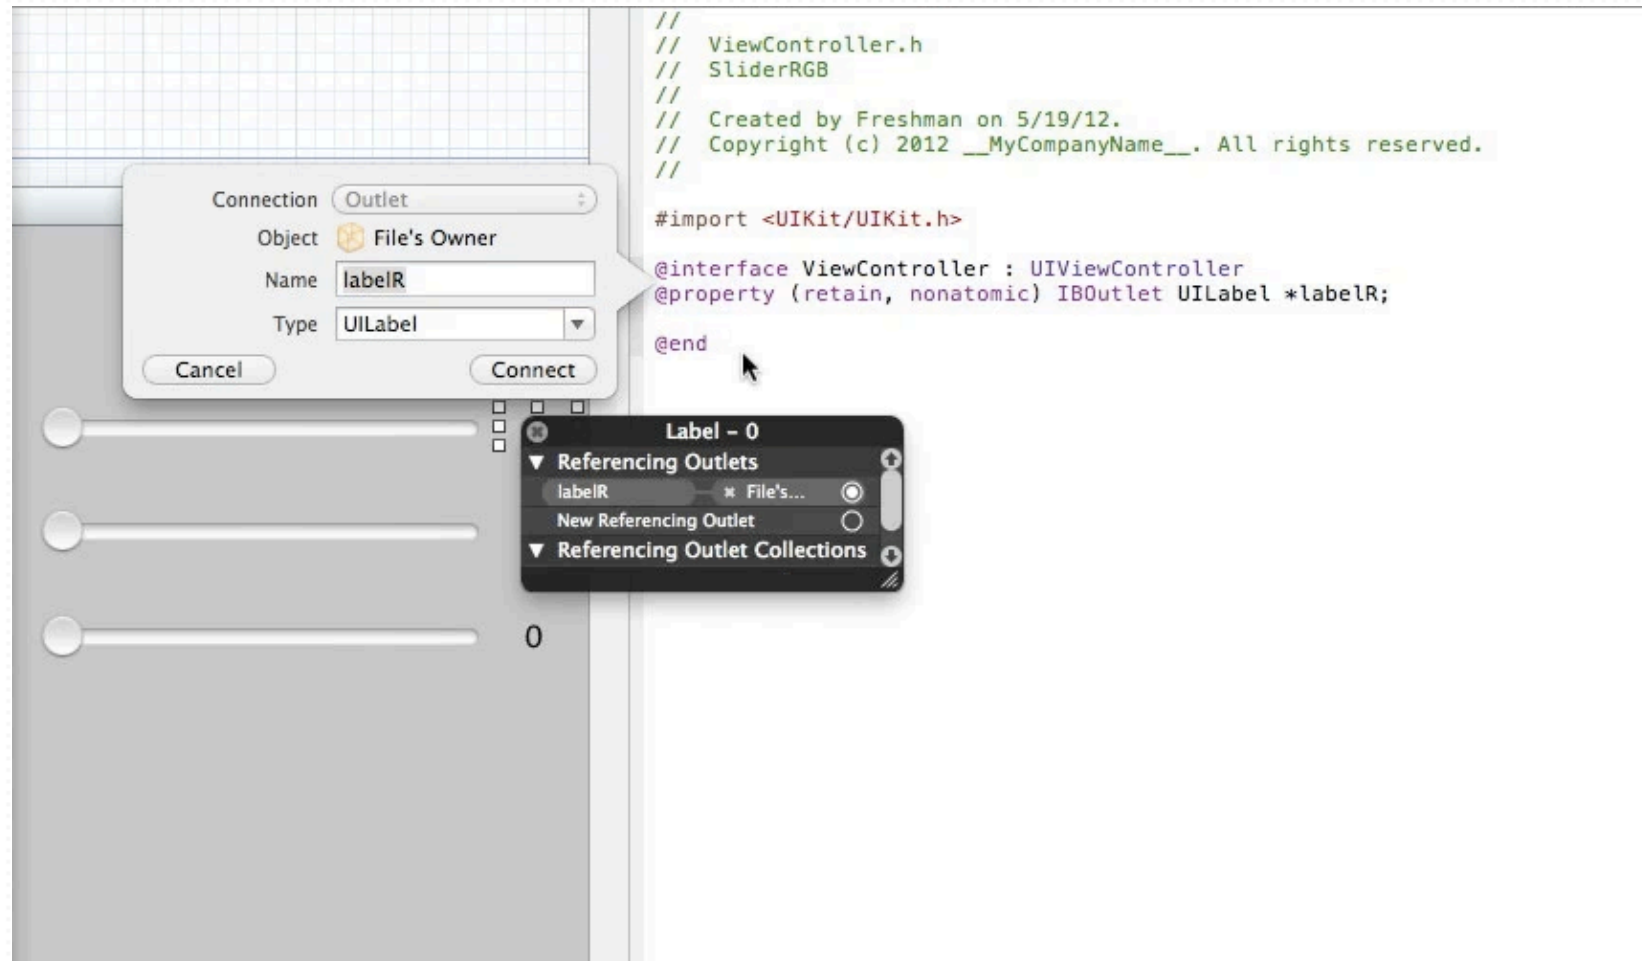 //
//  ViewController.h
//  SliderRGB
//
//  Created by Freshman on 5/19/12.
//  Copyright (c) 2012 __MyCompanyName__. All rights reserved.
//
#import <UIKit/UIKit.h>
@interface ViewController : UIViewController
@property (retain, nonatomic) IBOutlet UILabel *labelR;
@end
Connection Outlet
Object File's Owner
Name labelR
Type UILabel
Cancel Connect
Label - 0
Referencing Outlets
labelR File's...
New Referencing Outlet
Referencing Outlet Collections
0